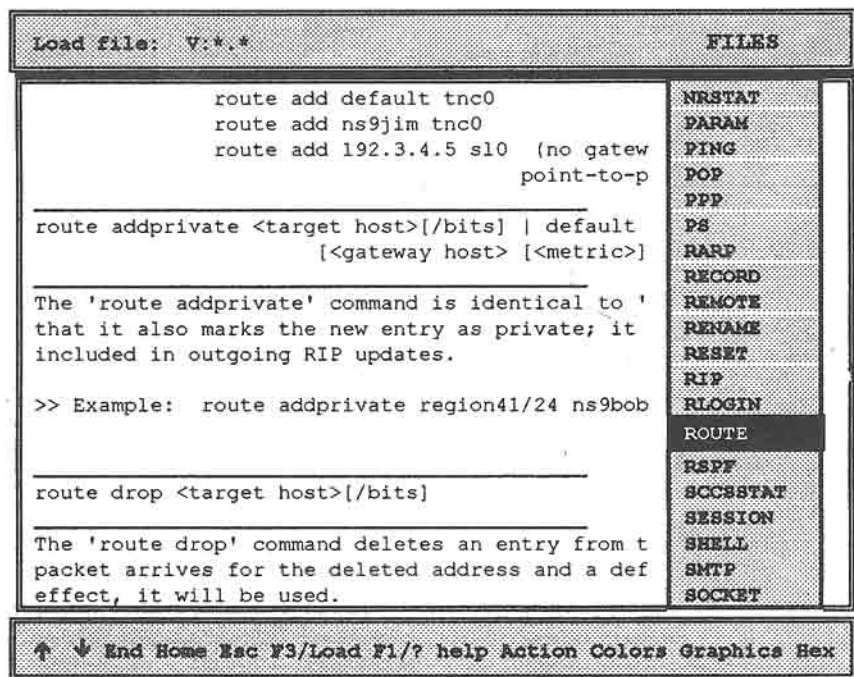 Load file: V:*.* FILES
route add default tnc0
route add ns9jim tnc0
route add 192.3.4.5 sl0 (no gatew
point-to-p
route addprivate <target host>[/bits] | default
[<gateway host> [<metric>]
The 'route addprivate' command is identical to '
that it also marks the new entry as private; it
included in outgoing RIP updates.
>> Example: route addprivate region41/24 ns9bob
route drop <target host>[/bits]
The 'route drop' command deletes an entry from t
packet arrives for the deleted address and a def
effect, it will be used.
NRSTAT
PARAM
PING
POP
PPP
PS
RARP
RECORD
REMOTE
RENAME
RESET
RIP
RLOGIN
ROUTE
RSPF
SCCSSTAT
SESSION
SHELL
SMTP
SOCKET
↑ ↓ End Home Esc F3/Load F1/? help Action Colors Graphics Hex